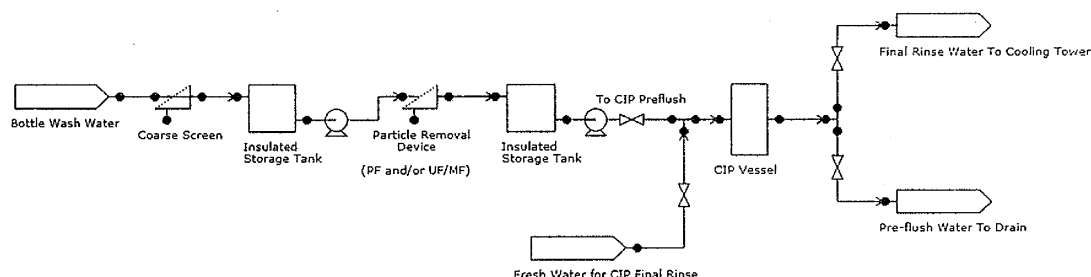 Final Rinse Water To Cooling Tower
To CIP Preflush
Bottle Wash Water
Coarse Screen
Insulated
Storage Tank
Particle Removal
Device
(PF and/or UF/MF)
Insulated
Storage Tank
CIP Vessel
Pre-flush Water To Drain
Fresh Water for CIP Final Rinse